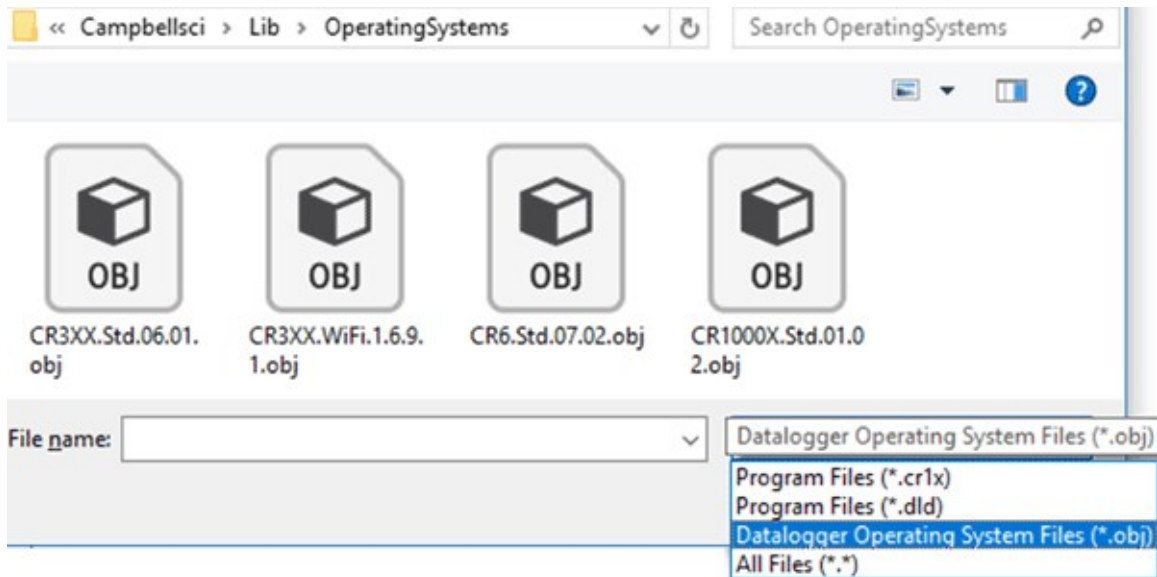 « Campbellsci > Lib > OperatingSystems
Search OperatingSystems
?
OBJ
OBJ
OBJ
OBJ
CR3XX.Std.06.01.
obj
CR3XX.WiFi.1.6.9.
1.obj
CR6.Std.07.02.obj
CR1000X.Std.01.0
2.obj
File name:
Datalogger Operating System Files (*.obj)
Program Files (*.cr1x)
Program Files (*.dld)
Datalogger Operating System Files (*.obj)
All Files (*.*)